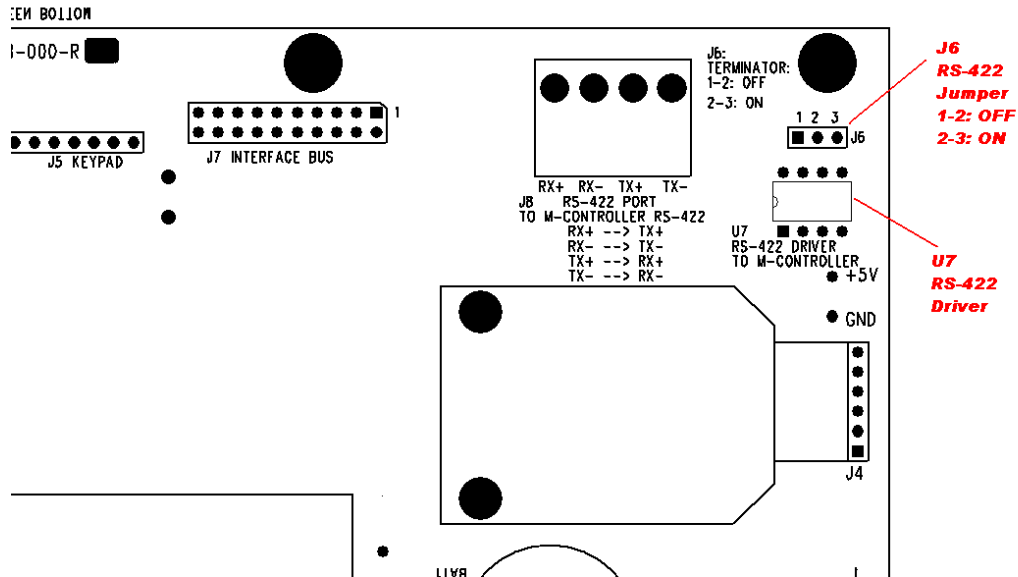 3-000-R
J5 KEYPAD
1
J7 INTERFACE BUS
RX+ RX- TX+ TX-
J8 RS-422 PORT
TO M-CONTROLLER RS-422
RX+ --> TX+
RX- --> TX-
TX+ --> RX+
TX- --> RX-
J6:
TERMINATOR:
1-2: OFF
2-3: ON
1 2 3
J6
U7
RS-422 DRIVER
TO M-CONTROLLER
+5V
GND
J4
BATT
J6
RS-422
Jumper
1-2: OFF
2-3: ON
U7
RS-422
Driver